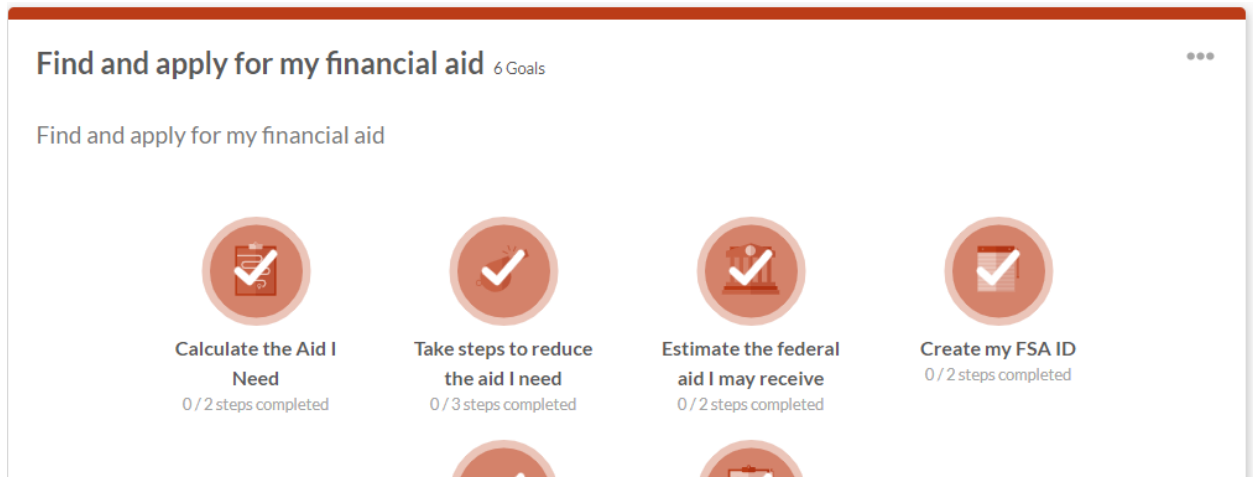 Find and apply for my financial aid 6 Goals
Find and apply for my financial aid
Calculate the Aid I
Need
0 / 2 steps completed
Take steps to reduce
the aid I need
0 / 3 steps completed
Estimate the federal
aid I may receive
0 / 2 steps completed
Create my FSA ID
0 / 2 steps completed